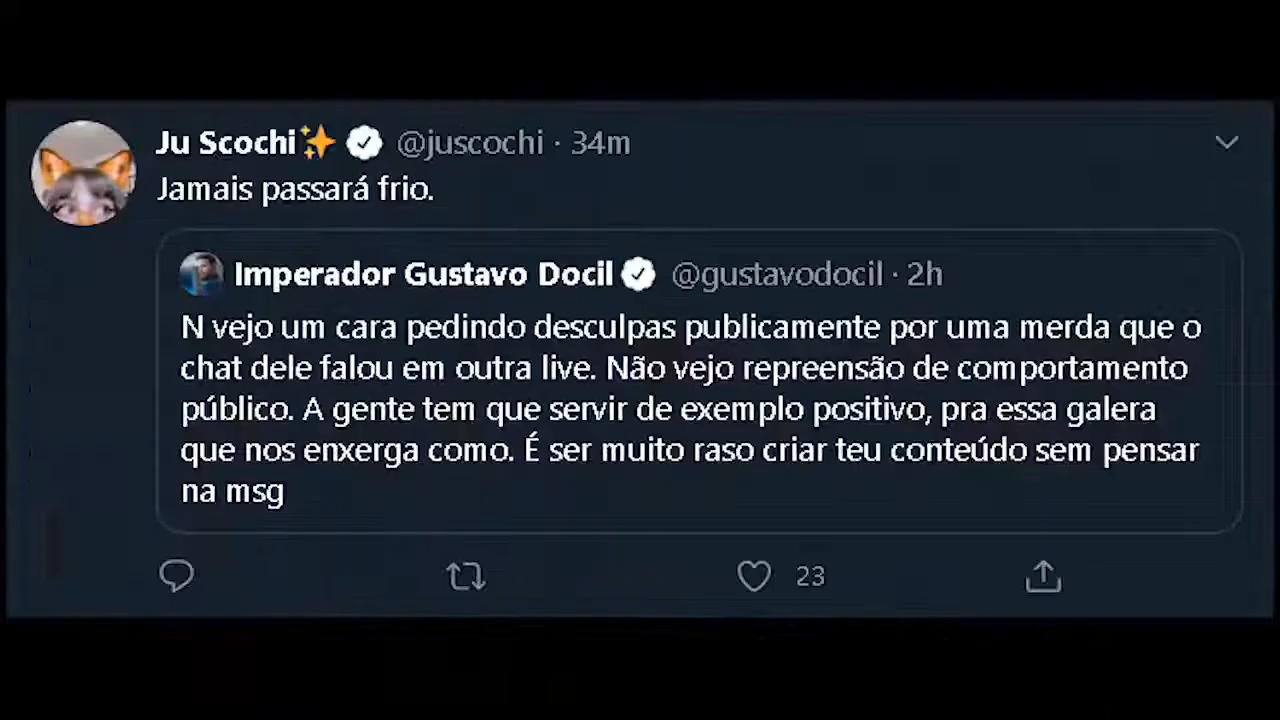 Ju Scochi✨ @juscochi · 34m
Jamais passará frio.
Imperador Gustavo Docil @gustavodocil · 2h
N vejo um cara pedindo desculpas publicamente por uma merda que o
chat dele falou em outra live. Não vejo repreensão de comportamento
público. A gente tem que servir de exemplo positivo, pra essa galera
que nos enxerga como. É ser muito raso criar teu conteúdo sem pensar
na msg
23